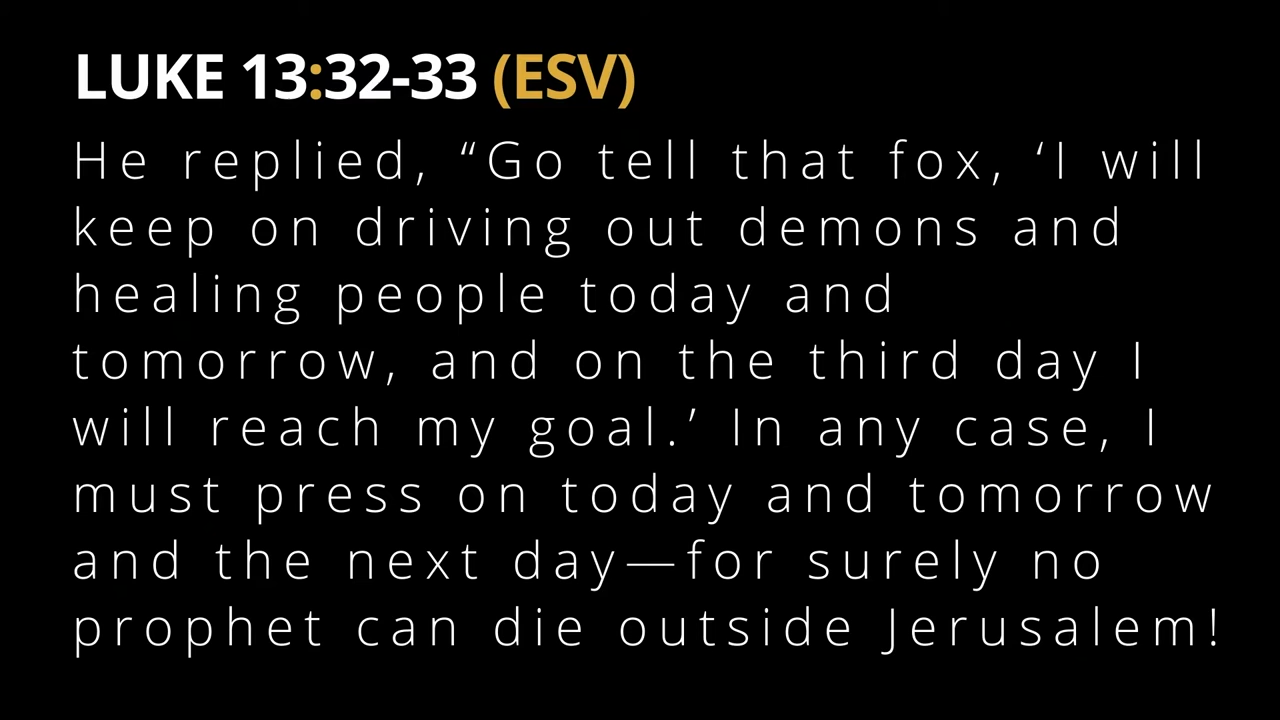 LUKE 13:32-33 (ESV)
He replied, “Go tell that fox, ‘I will
keep on driving out demons and
healing people today and
tomorrow, and on the third day I
will reach my goal.’ In any case, I
must press on today and tomorrow
and the next day—for surely no
prophet can die outside Jerusalem!